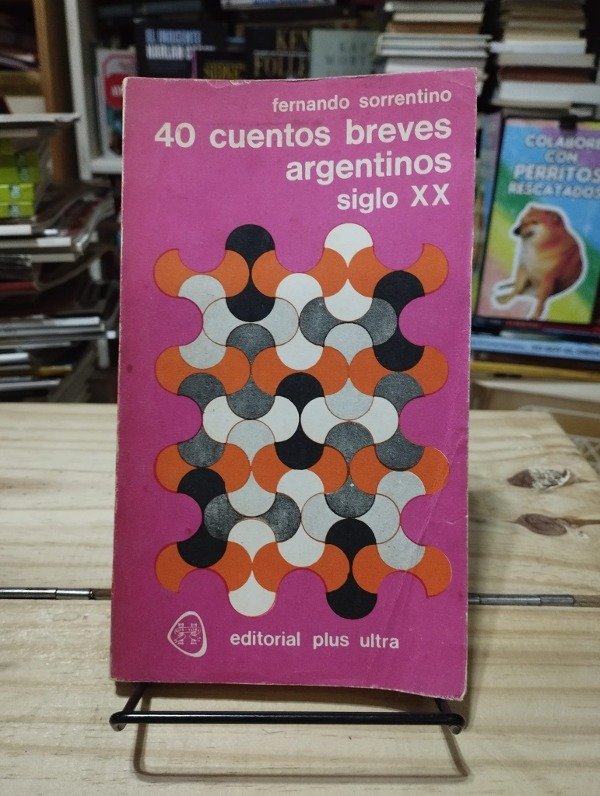 fernando sorrentino
40 cuentos breves
argentinos
siglo XX
editorial plus ultra
COLABORE
CON
PERRITOS
RESCATADOS